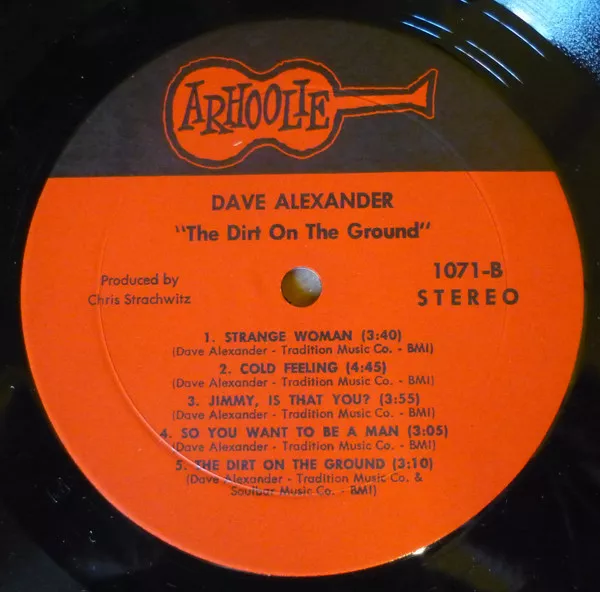 ARHOOLIE
DAVE ALEXANDER
"The Dirt On The Ground"
Produced by
Chris Strachwitz
1071-B
STEREO
1. STRANGE WOMAN (3:40)
(Dave Alexander - Tradition Music Co. - BMI)
2. COLD FEELING (4:45)
(Dave Alexander - Tradition Music Co. - BMI)
3. JIMMY, IS THAT YOU? (3:55)
(Dave Alexander - Tradition Music Co. - BMI)
4. SO YOU WANT TO BE A MAN (3:05)
(Dave Alexander - Tradition Music Co. - BMI)
5. THE DIRT ON THE GROUND (3:10)
(Dave Alexander - Tradition Music Co. &
Soulbar Music Co. - BMI)